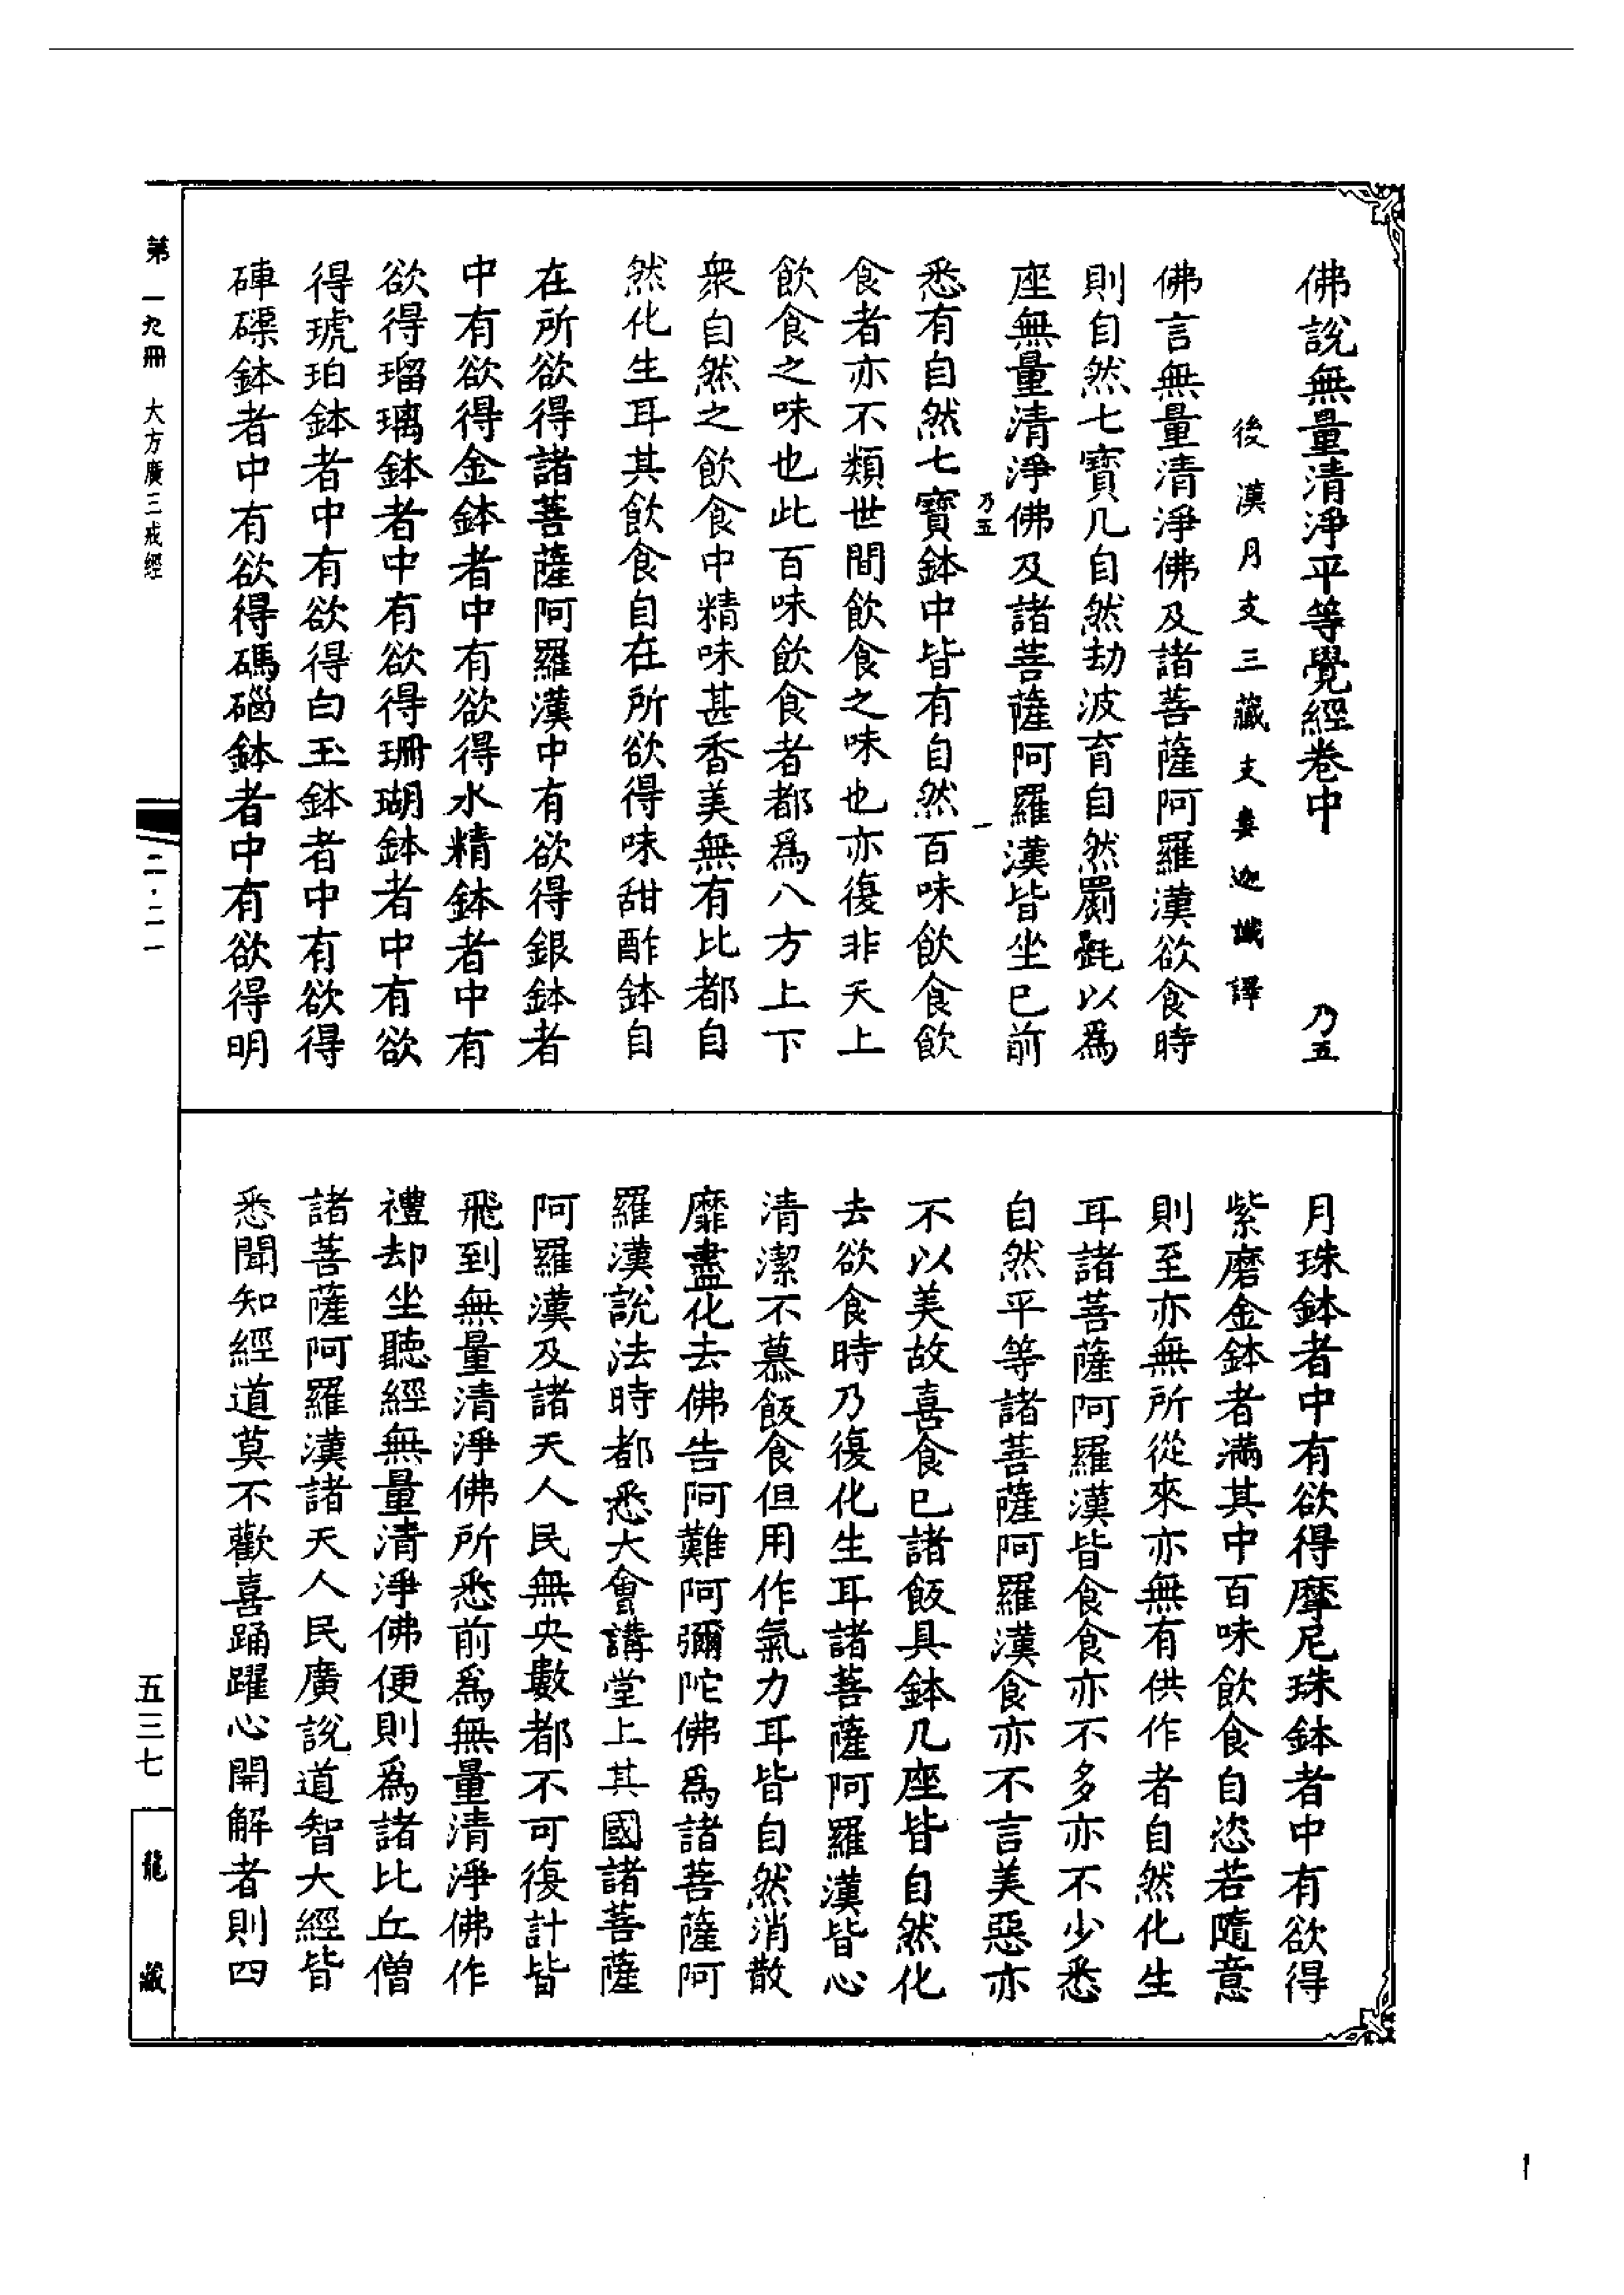 佛說無量清淨平等覺經卷中　乃五
後漢月支三藏支婁迦讖譯
佛言無量清淨佛及諸菩薩阿羅漢欲食時
則自然七寶几自然劫波育自然罽㲲以為
座無量清淨佛及諸菩薩阿羅漢皆坐已前
乃五　一
悉有自然七寶鉢中皆有自然百味飲食飲
食者亦不類世間飲食之味也亦復非天上
飲食之味也此百味飲食者都為八方上下
衆自然之飲食中精味甚香美無有比都自
然化生耳其飲食自在所欲得味甜酢鉢自
在所欲得諸菩薩阿羅漢中有欲得銀鉢者
中有欲得金鉢者中有欲得水精鉢者中有
欲得瑠璃鉢者中有欲得珊瑚鉢者中有欲
得琥珀鉢者中有欲得白玉鉢者中有欲得
硨磲鉢者中有欲得碼碯鉢者中有欲得明
月珠鉢者中有欲得摩尼珠鉢者中有欲得
紫磨金鉢者滿其中百味飲食自恣若隨意
則至亦無所從來亦無有供作者自然化生
耳諸菩薩阿羅漢皆食食亦不多亦不少悉
自然平等諸菩薩阿羅漢食亦不言美惡亦
不以美故喜食已諸飯具鉢几座皆自然化
去欲食時乃復化生耳諸菩薩阿羅漢皆心
清潔不慕飯食但用作氣力耳皆自然消散
靡盡化去佛告阿難阿彌陀佛為諸菩薩阿
羅漢說法時都悉大會講堂上其國諸菩薩
阿羅漢及諸天人民無央數都不可復計皆
飛到無量清淨佛所悉前為無量清淨佛作
禮却坐聽經無量清淨佛便則為諸比丘僧
諸菩薩阿羅漢諸天人民廣說道智大經皆
悉聞知經道莫不歡喜踊躍心開解者則四
第一九冊　大方廣三戒經
二·二一
五三七
龍藏